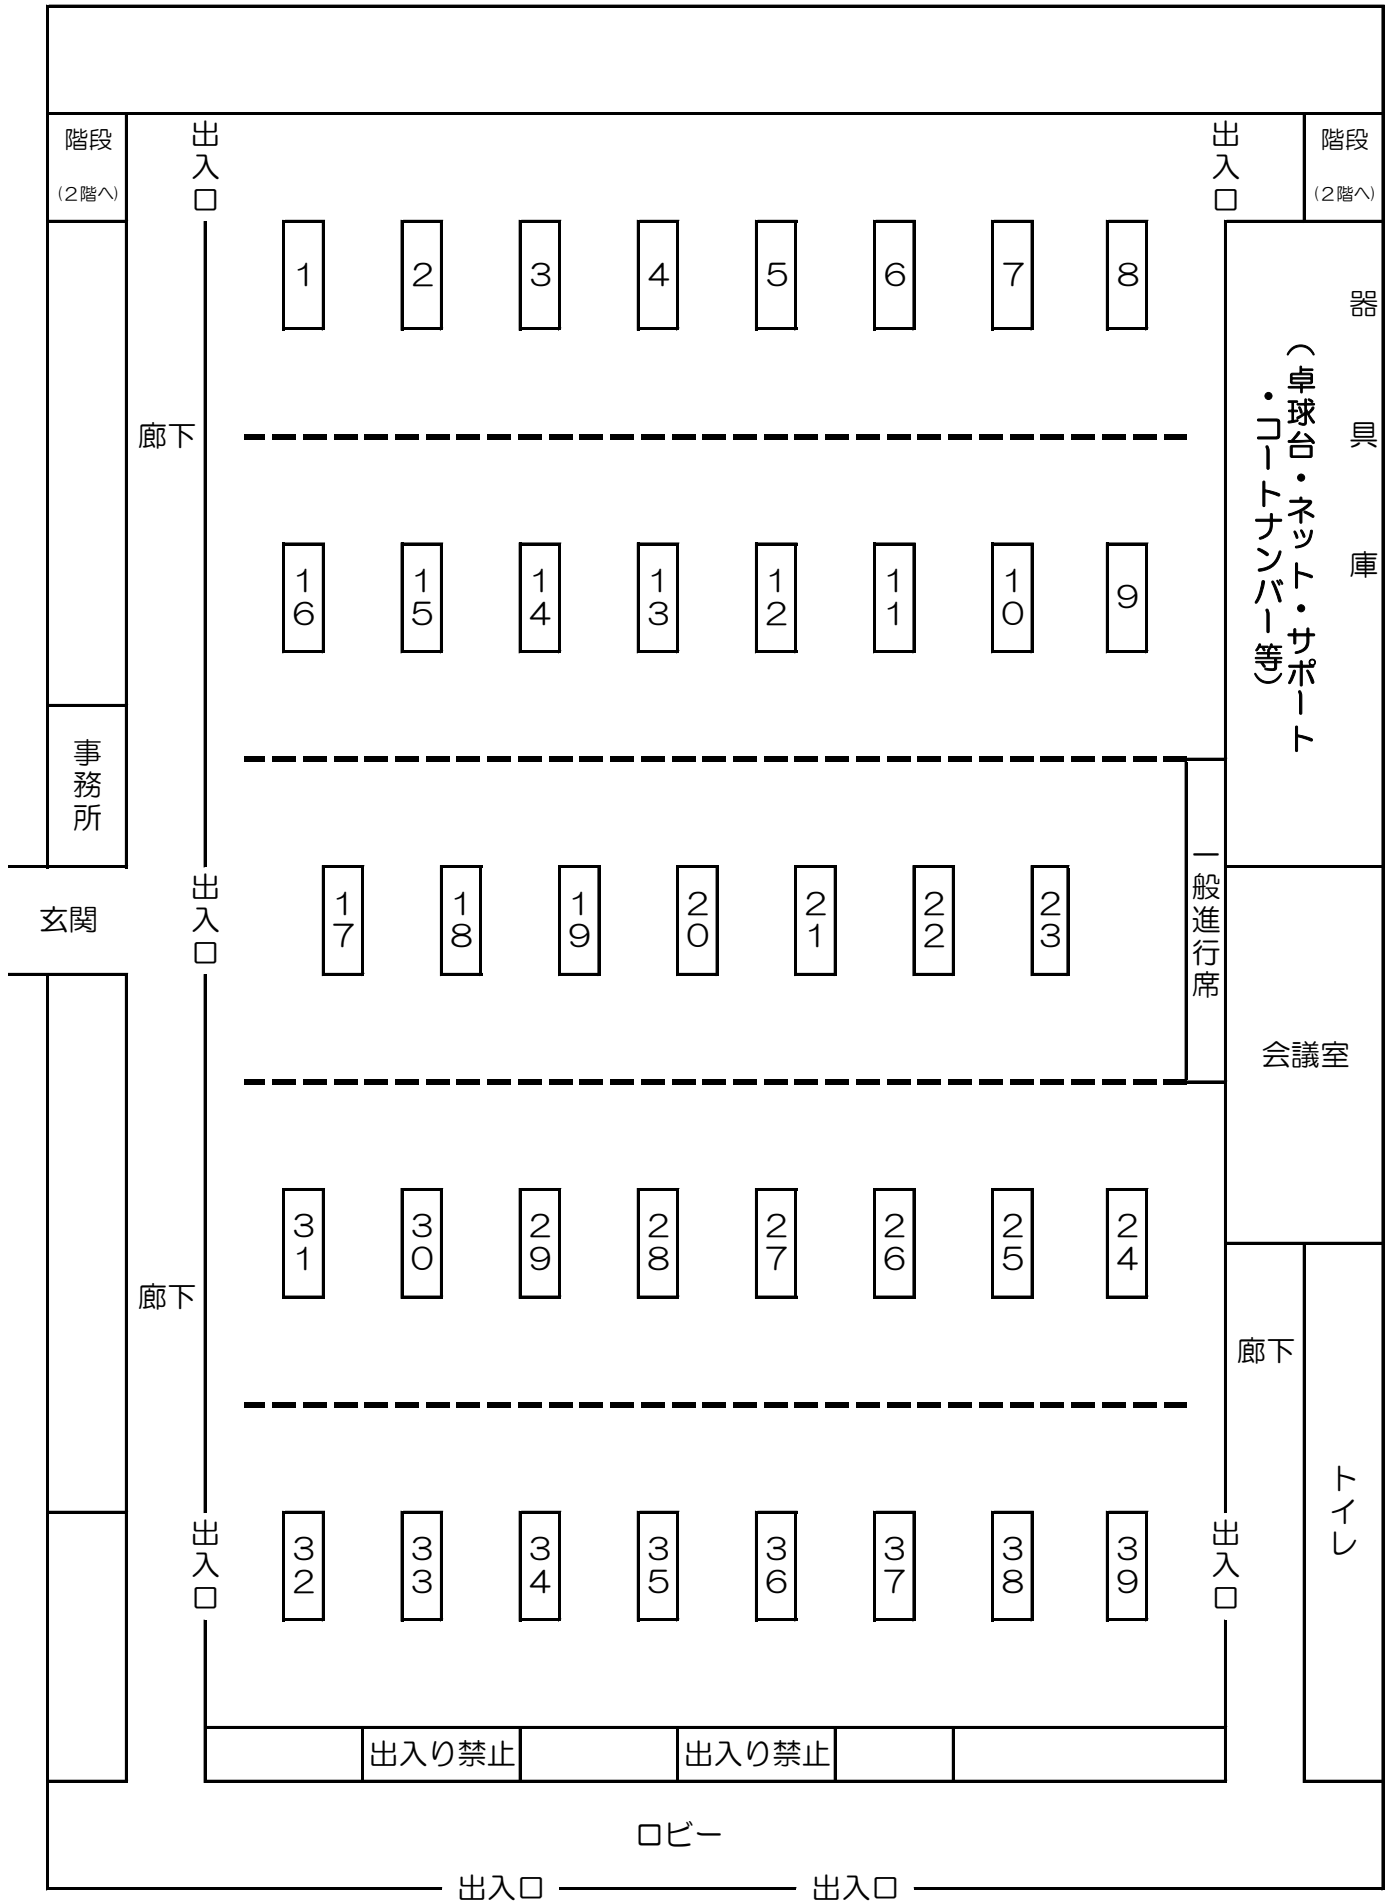 階段
(2階へ)
出入口
出入口
階段
(2階へ)
1
2
3
4
5
6
7
8
器具庫
(卓球台・ネット・サポート
・コートナンバー等)
廊下
16
15
14
13
12
11
10
9
事務所
玄関
出入口
17
18
19
20
21
22
23
一般進行席
会議室
31
30
29
28
27
26
25
24
廊下
廊下
トイレ
出入口
32
33
34
35
36
37
38
39
出入口
出入り禁止
出入り禁止
ロビー
出入口
出入口